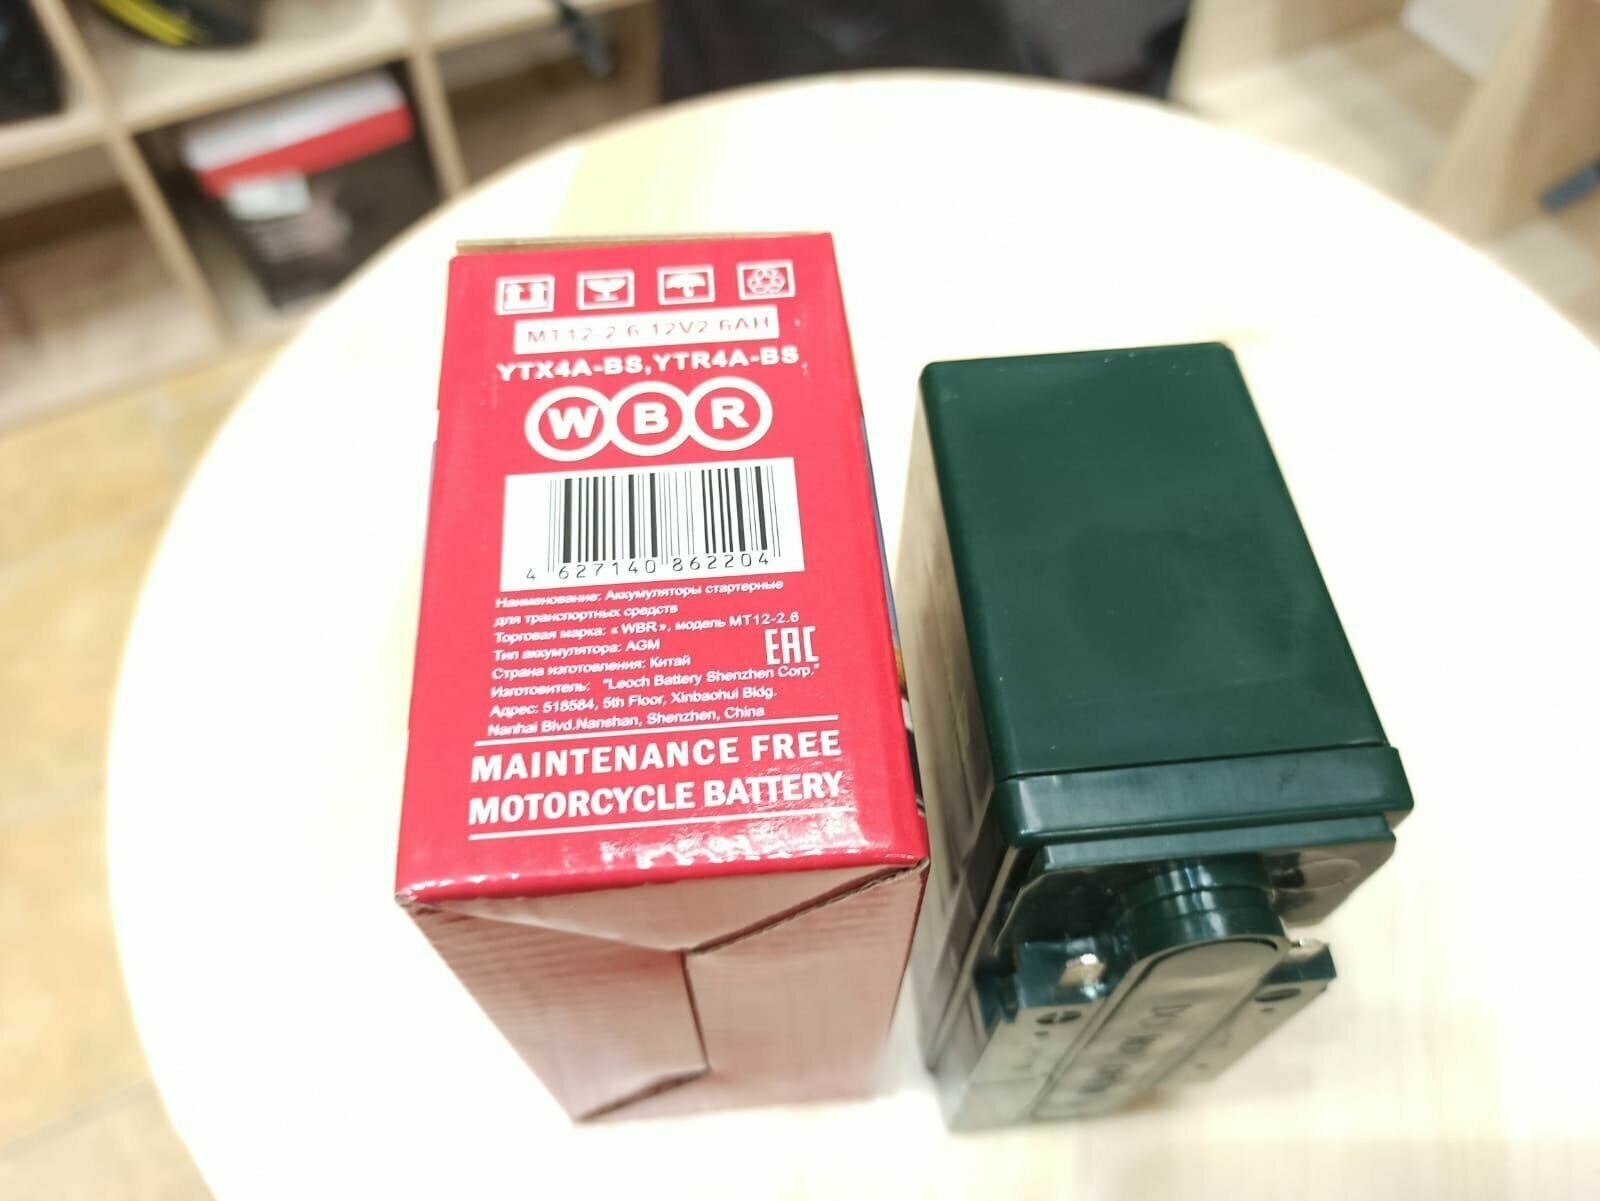 MT12-2.6 12V2.6AH
YTX4A-BS, YTR4A-BS
WBR
4 627140 862204
Наименование: Аккумуляторы стартерные
для транспортных средств
Торговая марка: «WBR», модель MT12-2.6
Тип аккумулятора: AGM
EAC
Страна изготовления: Китай
Изготовитель: "Leoch Battery Shenzhen Corp."
Адрес: 518584, 5th Floor, Xinbaohui Bldg.
Nanhai Blvd.Nanshan, Shenzhen, China
MAINTENANCE FREE
MOTORCYCLE BATTERY